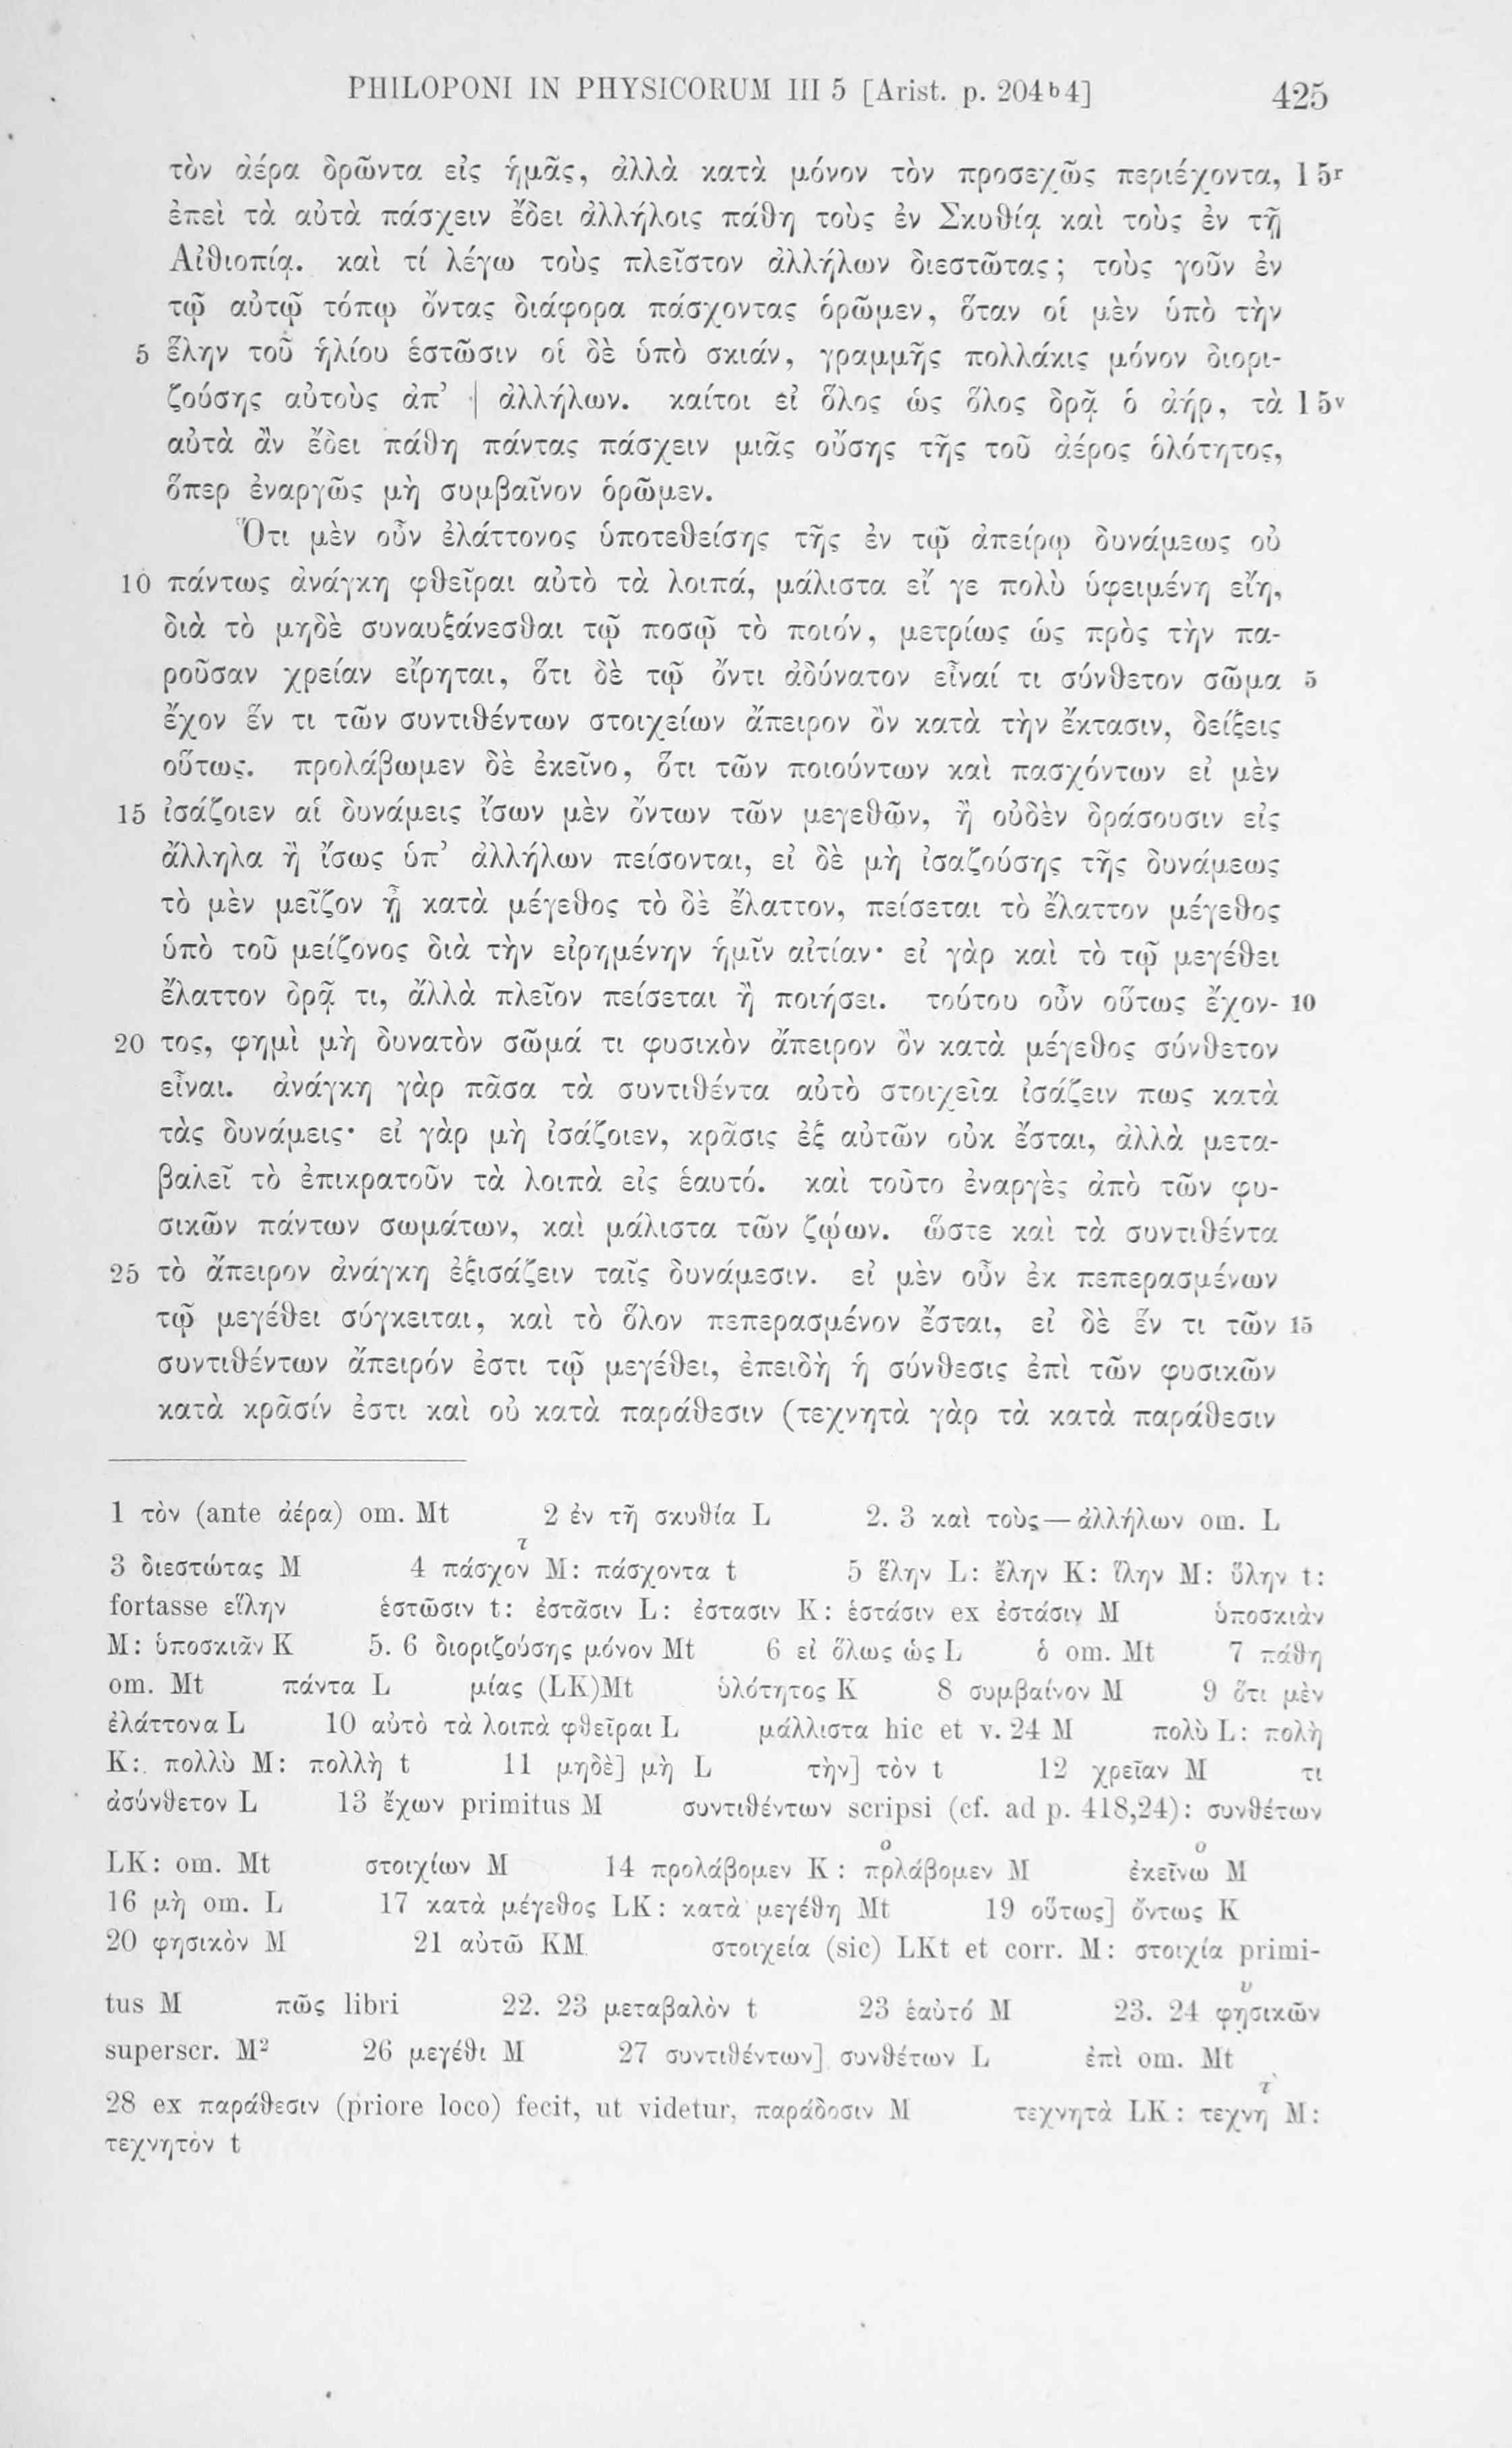 PHILOPONI IN PHYSICORUM III 5 [Arist. p. 204ᵇ4] 425
τὸν ἀέρα δρῶντα εἰς ἡμᾶς, ἀλλὰ κατὰ μόνον τὸν προσεχῶς περιέχοντα, 15ʳ
ἐπεὶ τὰ αὐτὰ πάσχειν ἔδει ἀλλήλοις πάθη τοὺς ἐν Σκυθίᾳ καὶ τοὺς ἐν τῇ
Αἰθιοπίᾳ. καὶ τί λέγω τοὺς πλεῖστον ἀλλήλων διεστῶτας; τοὺς γοῦν ἐν
τῷ αὐτῷ τόπῳ ὄντας διάφορα πάσχοντας ὁρῶμεν, ὅταν οἱ μὲν ὑπὸ τὴν
5 ἕλην τοῦ ἡλίου ἑστῶσιν οἱ δὲ ὑπὸ σκιάν, γραμμῆς πολλάκις μόνον διορι-
ζούσης αὐτοὺς ἀπ’ | ἀλλήλων. καίτοι εἰ ὅλος ὡς ὅλος δρᾷ ὁ ἀήρ, τὰ 15ᵛ
αὐτὰ ἂν ἔδει πάθη πάντας πάσχειν μιᾶς οὔσης τῆς τοῦ ἀέρος ὁλότητος,
ὅπερ ἐναργῶς μὴ συμβαῖνον ὁρῶμεν.
Ὅτι μὲν οὖν ἐλάττονος ὑποτεθείσης τῆς ἐν τῷ ἀπείρῳ δυνάμεως οὐ
10 πάντως ἀνάγκη φθεῖραι αὐτὸ τὰ λοιπά, μάλιστα εἴ γε πολὺ ὑφειμένη εἴη,
διὰ τὸ μηδὲ συναυξάνεσθαι τῷ ποσῷ τὸ ποιόν, μετρίως ὡς πρὸς τὴν πα-
ροῦσαν χρείαν εἴρηται, ὅτι δὲ τῷ ὄντι ἀδύνατον εἶναί τι σύνθετον σῶμα 5
ἔχον ἕν τι τῶν συντιθέντων στοιχείων ἄπειρον ὂν κατὰ τὴν ἔκτασιν, δείξεις
οὕτως. προλάβωμεν δὲ ἐκεῖνο, ὅτι τῶν ποιούντων καὶ πασχόντων εἰ μὲν
15 ἰσάζοιεν αἱ δυνάμεις ἴσων μὲν ὄντων τῶν μεγεθῶν, ἢ οὐδὲν δράσουσιν εἰς
ἄλληλα ἢ ἴσως ὑπ’ ἀλλήλων πείσονται, εἰ δὲ μὴ ἰσαζούσης τῆς δυνάμεως
τὸ μὲν μεῖζον ᾖ κατὰ μέγεθος τὸ δὲ ἔλαττον, πείσεται τὸ ἔλαττον μέγεθος
ὑπὸ τοῦ μείζονος διὰ τὴν εἰρημένην ἡμῖν αἰτίαν· εἰ γὰρ καὶ τὸ τῷ μεγέθει
ἔλαττον δρᾷ τι, ἀλλὰ πλεῖον πείσεται ἢ ποιήσει. τούτου οὖν οὕτως ἔχον- 10
20 τος, φημὶ μὴ δυνατὸν σῶμά τι φυσικὸν ἄπειρον ὂν κατὰ μέγεθος σύνθετον
εἶναι. ἀνάγκη γὰρ πᾶσα τὰ συντιθέντα αὐτὸ στοιχεῖα ἰσάζειν πως κατὰ
τὰς δυνάμεις· εἰ γὰρ μὴ ἰσάζοιεν, κρᾶσις ἐξ αὐτῶν οὐκ ἔσται, ἀλλὰ μετα-
βαλεῖ τὸ ἐπικρατοῦν τὰ λοιπὰ εἰς ἑαυτό. καὶ τοῦτο ἐναργὲς ἀπὸ τῶν φυ-
σικῶν πάντων σωμάτων, καὶ μάλιστα τῶν ζῴων. ὥστε καὶ τὰ συντιθέντα
25 τὸ ἄπειρον ἀνάγκη ἐξισάζειν ταῖς δυνάμεσιν. εἰ μὲν οὖν ἐκ πεπερασμένων
τῷ μεγέθει σύγκειται, καὶ τὸ ὅλον πεπερασμένον ἔσται, εἰ δὲ ἕν τι τῶν 15
συντιθέντων ἄπειρόν ἐστι τῷ μεγέθει, ἐπειδὴ ἡ σύνθεσις ἐπὶ τῶν φυσικῶν
κατὰ κρᾶσίν ἐστι καὶ οὐ κατὰ παράθεσιν (τεχνητὰ γὰρ τὰ κατὰ παράθεσιν
1 τὸν (ante ἀέρα) om. Mt 2 ἐν τῇ σκυθία L 2. 3 καὶ τοὺς — ἀλλήλων om. L
3 διεστώτας M 4 πάσχον͘τ M: πάσχοντα t 5 ἕλην L: ἔλην K: ἵλην M: ὕλην t:
fortasse εἵλην ἑστῶσιν t: ἐστᾶσιν L: ἐστασιν K: ἑστάσιν ex ἐστάσιν M ὑποσκιὰν
M: ὑποσκιᾶν K 5. 6 διοριζούσης μόνον Mt 6 εἰ ὅλως ὡς L ὁ om. Mt 7 πάθη
om. Mt πάντα L μίας (LK)Mt ὑλότητος K 8 συμβαίνον M 9 ὅτι μὲν
ἐλάττονα L 10 αὐτὸ τὰ λοιπὰ φθεῖραι L μάλλιστα hic et v. 24 M πολὺ L: πολὴ
K: πολλὺ M: πολλὴ t 11 μηδὲ] μὴ L τὴν] τὸν t 12 χρεῖαν M τι
ἀσύνθετον L 13 ἔχων primitus M συντιθέντων scripsi (cf. ad p. 418,24): συνθέτων
LK: om. Mt στοιχίων M 14 προλάβομεν K: πρλάβομεν M ἐκεῖνω M
16 μὴ om. L 17 κατὰ μέγεθος LK: κατὰ μεγέθη Mt 19 οὕτως] ὄντως K
20 φησικὸν M 21 αὐτῶ KM στοιχεία (sic) LKt et corr. M: στοιχία primi-
tus M πῶς libri 22. 23 μεταβαλὸν t 23 ἑαὐτό M 23. 24 φησικῶν
superscr. M² 26 μεγέθι M 27 συντιθέντων] συνθέτων L ἐπὶ om. Mt
28 ex παράθεσιν (priore loco) fecit, ut videtur, παράδοσιν M τεχνητὰ LK: τεχνη M:
τεχνητὸν t